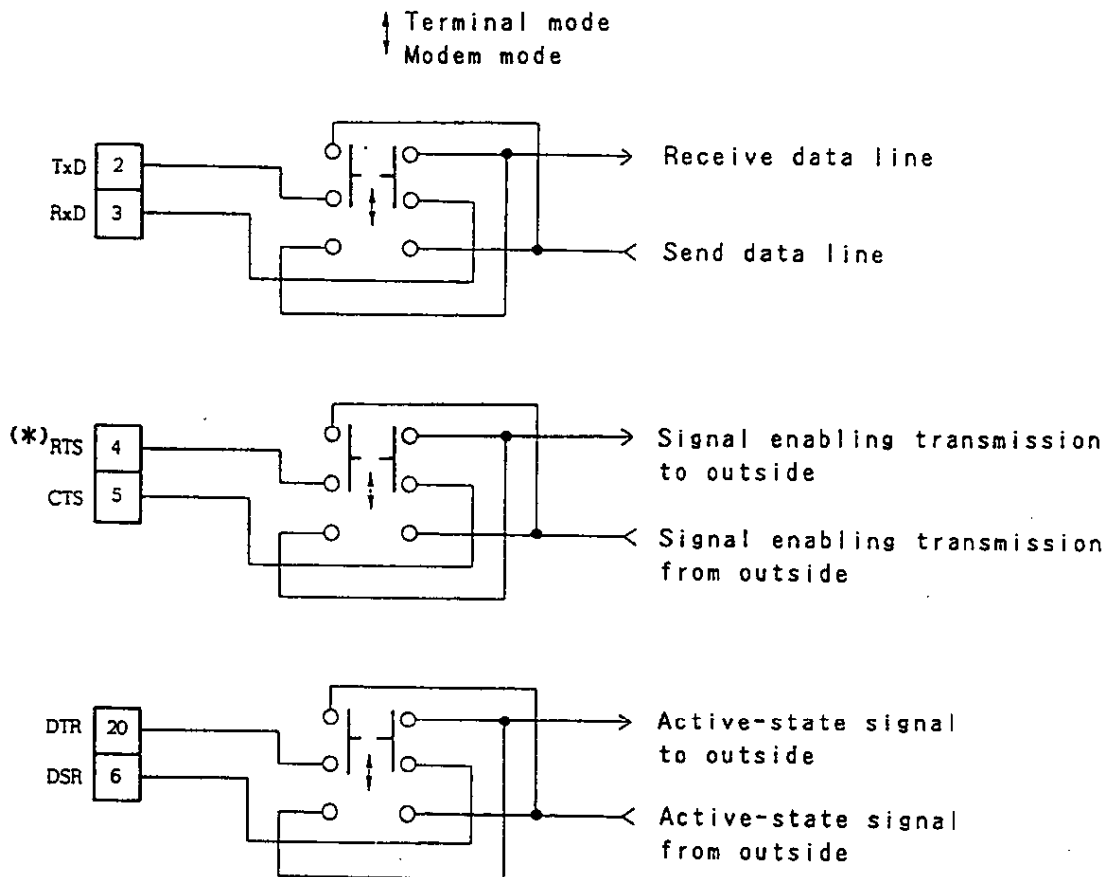 Terminal mode
Modem mode
TxD 2
Receive data line
RxD 3
Send data line
(*) RTS 4
Signal enabling transmission
to outside
CTS 5
Signal enabling transmission
from outside
DTR 20
Active-state signal
to outside
DSR 6
Active-state signal
from outside